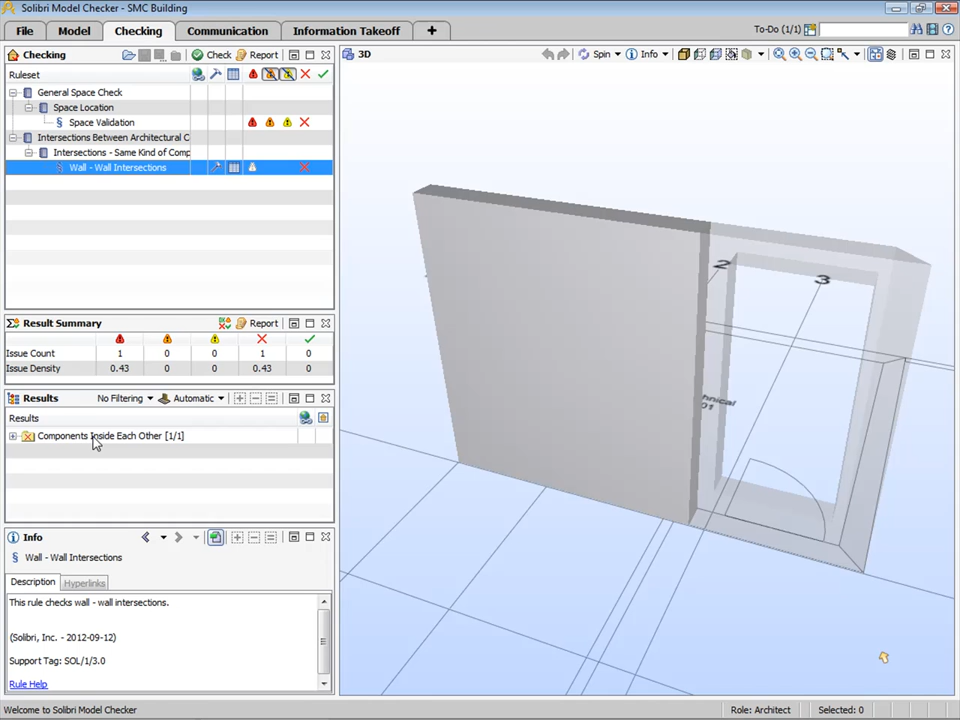 Solibri Model Checker - SMC Building
File
Model
Checking
Communication
Information Takeoff
+
To-Do (1/1)
Checking
Check
Report
Ruleset
General Space Check
Space Location
§ Space Validation
Intersections Between Architectural C
Intersections - Same Kind of Comp
§ Wall - Wall Intersections
Result Summary
Report
Issue Count 1 0 0 1 0
Issue Density 0.43 0 0 0.43 0
Results
No Filtering
Automatic
Results
Components Inside Each Other [1/1]
Info
§ Wall - Wall Intersections
Description
Hyperlinks
This rule checks wall - wall intersections.
(Solibri, Inc. - 2012-09-12)
Support Tag: SOL/1/3.0
Rule Help
3D
Spin
Info
2
3
hnical
01
Welcome to Solibri Model Checker
Role: Architect
Selected: 0